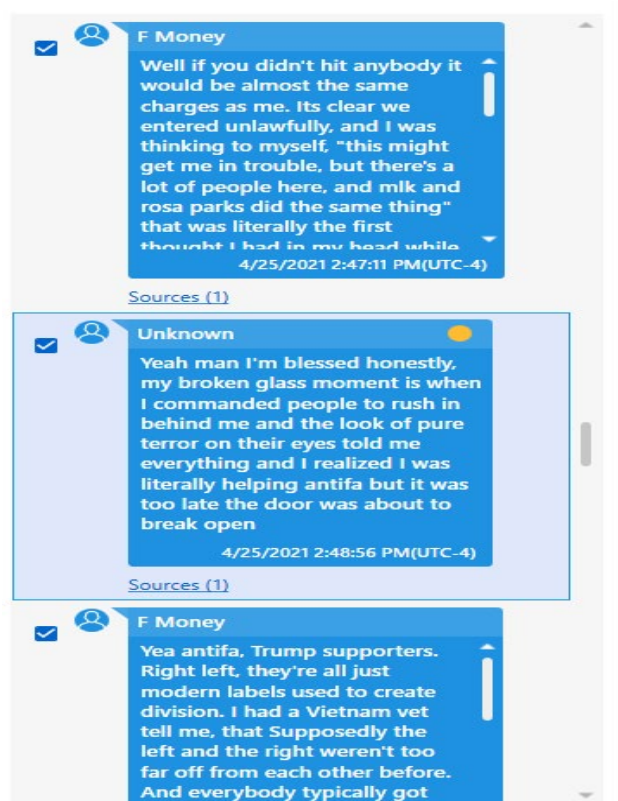 F Money
Well if you didn't hit anybody it
would be almost the same
charges as me. Its clear we
entered unlawfully, and I was
thinking to myself, "this might
get me in trouble, but there's a
lot of people here, and mlk and
rosa parks did the same thing"
that was literally the first
thought I had in my head while
4/25/2021 2:47:11 PM(UTC-4)
Sources (1)
Unknown
Yeah man I'm blessed honestly,
my broken glass moment is when
I commanded people to rush in
behind me and the look of pure
terror on their eyes told me
everything and I realized I was
literally helping antifa but it was
too late the door was about to
break open
4/25/2021 2:48:56 PM(UTC-4)
Sources (1)
F Money
Yea antifa, Trump supporters.
Right left, they're all just
modern labels used to create
division. I had a Vietnam vet
tell me, that Supposedly the
left and the right weren't too
far off from each other before.
And everybody typically got